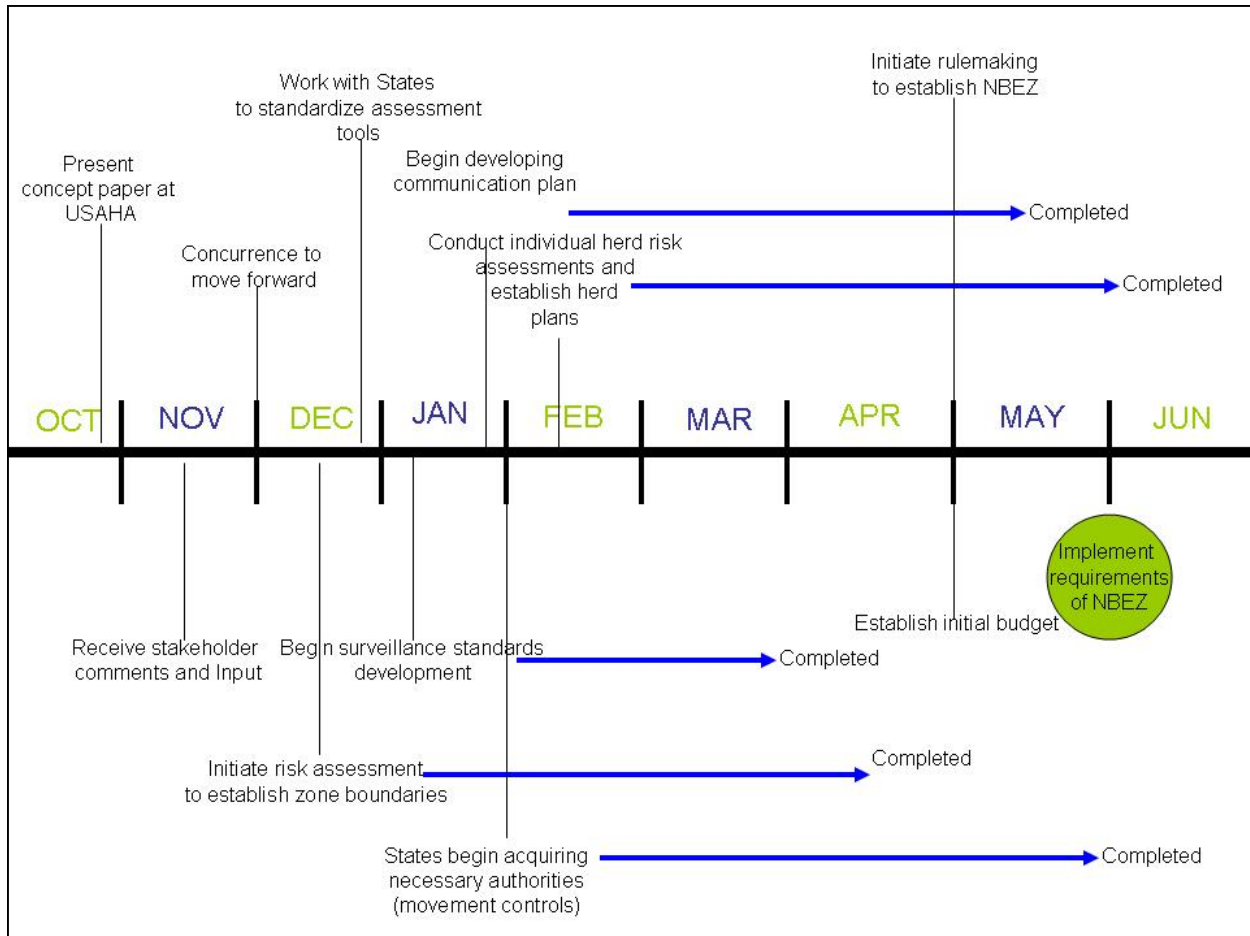 Initiate rulemaking
to establish NBEZ
Work with States
to standardize assessment
tools
Present
concept paper at
USAHA
Begin developing
communication plan
Completed
Concurrence to
move forward
Conduct individual herd risk
assessments and
establish herd
plans
Completed
OCT
NOV
DEC
JAN
FEB
MAR
APR
MAY
JUN
Implement
requirements
of NBEZ
Establish initial budget
Receive stakeholder
comments and Input
Begin surveillance standards
development
Completed
Initiate risk assessment
to establish zone boundaries
Completed
States begin acquiring
necessary authorities
(movement controls)
Completed